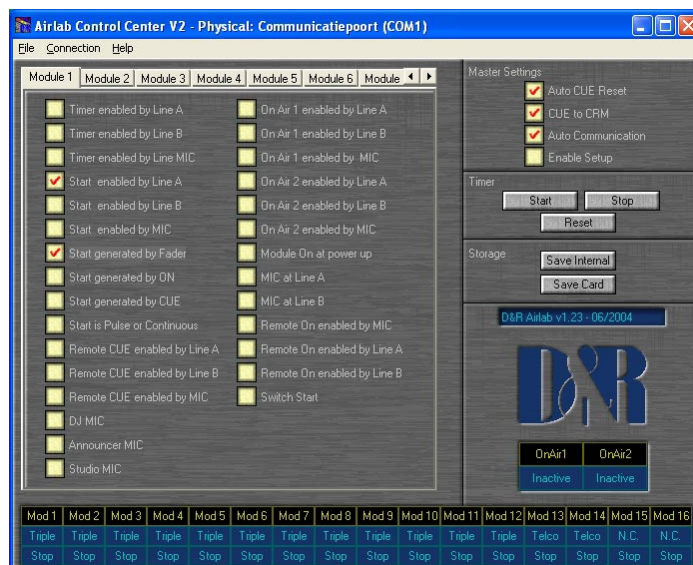 Airlab Control Center V2 - Physical: Communicatiepoort (COM1)
File Connection Help
Module 1 Module 2 Module 3 Module 4 Module 5 Module 6 Module
Timer enabled by Line A
Timer enabled by Line B
Timer enabled by Line MIC
Start enabled by Line A
Start enabled by Line B
Start enabled by MIC
Start generated by Fader
Start generated by ON
Start generated by CUE
Start is Pulse or Continuous
Remote CUE enabled by Line A
Remote CUE enabled by Line B
Remote CUE enabled by MIC
DJ MIC
Announcer MIC
Studio MIC
On Air 1 enabled by Line A
On Air 1 enabled by Line B
On Air 1 enabled by MIC
On Air 2 enabled by Line A
On Air 2 enabled by Line B
On Air 2 enabled by MIC
Module On at power up
MIC at Line A
MIC at Line B
Remote On enabled by MIC
Remote On enabled by Line A
Remote On enabled by Line B
Switch Start
Master Settings
Auto CUE Reset
CUE to CRM
Auto Communication
Enable Setup
Timer
Start Stop
Reset
Storage
Save Internal
Save Card
D&R Airlab v1.23 - 06/2004
D&R
OnAir1 OnAir2
Inactive Inactive
Mod 1 Mod 2 Mod 3 Mod 4 Mod 5 Mod 6 Mod 7 Mod 8 Mod 9 Mod 10 Mod 11 Mod 12 Mod 13 Mod 14 Mod 15 Mod 16
Triple Triple Triple Triple Triple Triple Triple Triple Triple Triple Triple Triple Telco Telco N.C. N.C.
Stop Stop Stop Stop Stop Stop Stop Stop Stop Stop Stop Stop Stop Stop Stop Stop